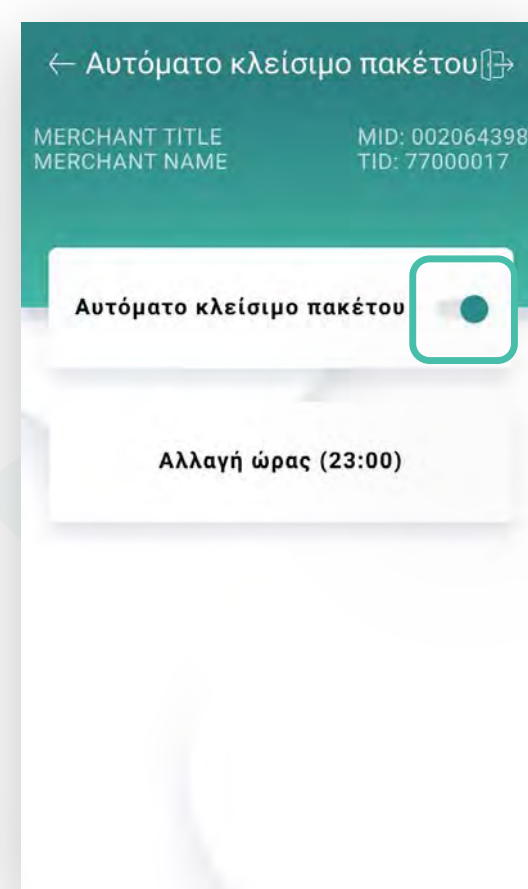 Αυτόματο κλείσιμο πακέτου
MERCHANT TITLE MID: 002064398
MERCHANT NAME TID: 77000017
Αυτόματο κλείσιμο πακέτου
Αλλαγή ώρας (23:00)